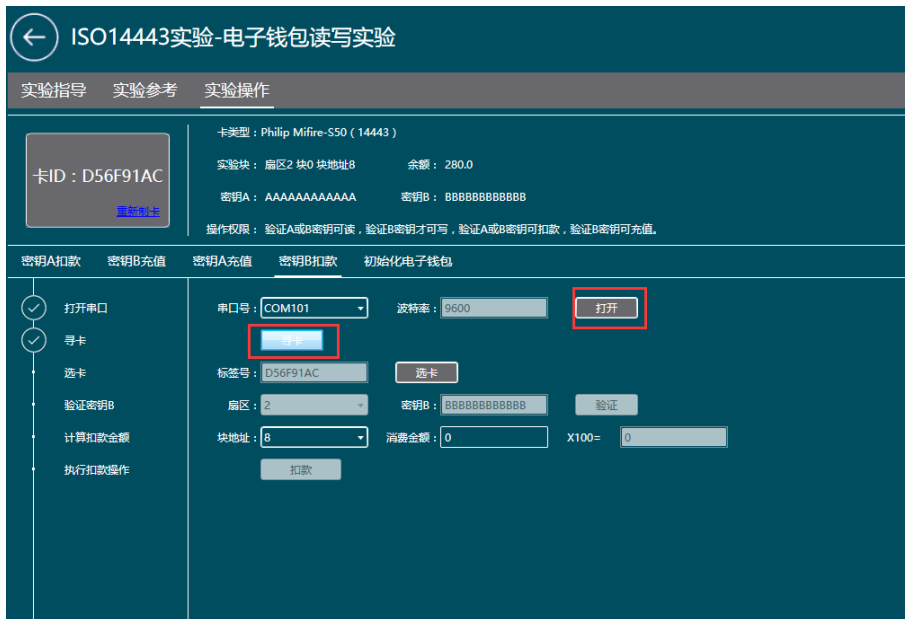 ISO14443实验-电子钱包读写实验
实验指导 实验参考 实验操作
卡ID：D56F91AC
重新制卡
卡类型：Philip Mifire-S50（14443）
实验块：扇区2 块0 块地址8 余额：280.0
密钥A：AAAAAAAAAAAA 密钥B：BBBBBBBBBBBB
操作权限：验证A或B密钥可读，验证B密钥才可写，验证A或B密钥可扣款，验证B密钥可充值。
密钥A扣款 密钥B充值 密钥A充值 密钥B扣款 初始化电子钱包
打开串口 串口号：COM101 波特率：9600 打开
寻卡 寻卡
选卡 标签号：D56F91AC 选卡
验证密钥B 扇区：2 密钥B：BBBBBBBBBBBB 验证
计算扣款金额 块地址：8 消费金额：0 X100= 0
执行扣款操作 扣款